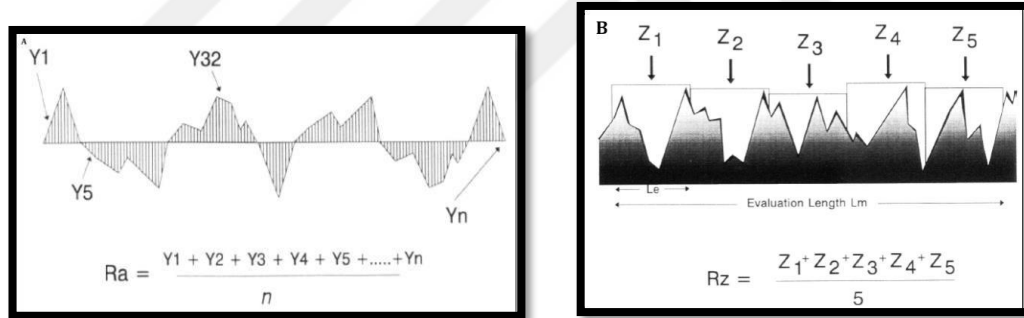 A
Y1
Y32
Y5
Yn
Ra = Y1 + Y2 + Y3 + Y4 + Y5 +.....+Yn
n
B
Z1 Z2 Z3 Z4 Z5
Le
Evaluation Length Lm
Rz = Z1+Z2+Z3+Z4+Z5
5